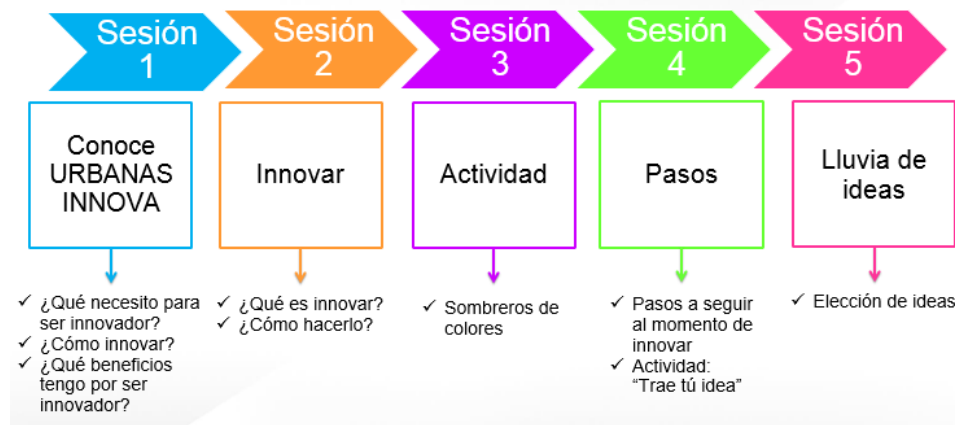 Sesión
1
Sesión
2
Sesión
3
Sesión
4
Sesión
5
Conoce
URBANAS
INNOVA
Innovar
Actividad
Pasos
Lluvia de
ideas
✓ ¿Qué necesito para
ser innovador?
✓ ¿Cómo innovar?
✓ ¿Qué beneficios
tengo por ser
innovador?
✓ ¿Qué es innovar?
✓ ¿Cómo hacerlo?
✓ Sombreros de
colores
✓ Pasos a seguir
al momento de
innovar
✓ Actividad:
“Trae tú idea”
✓ Elección de ideas